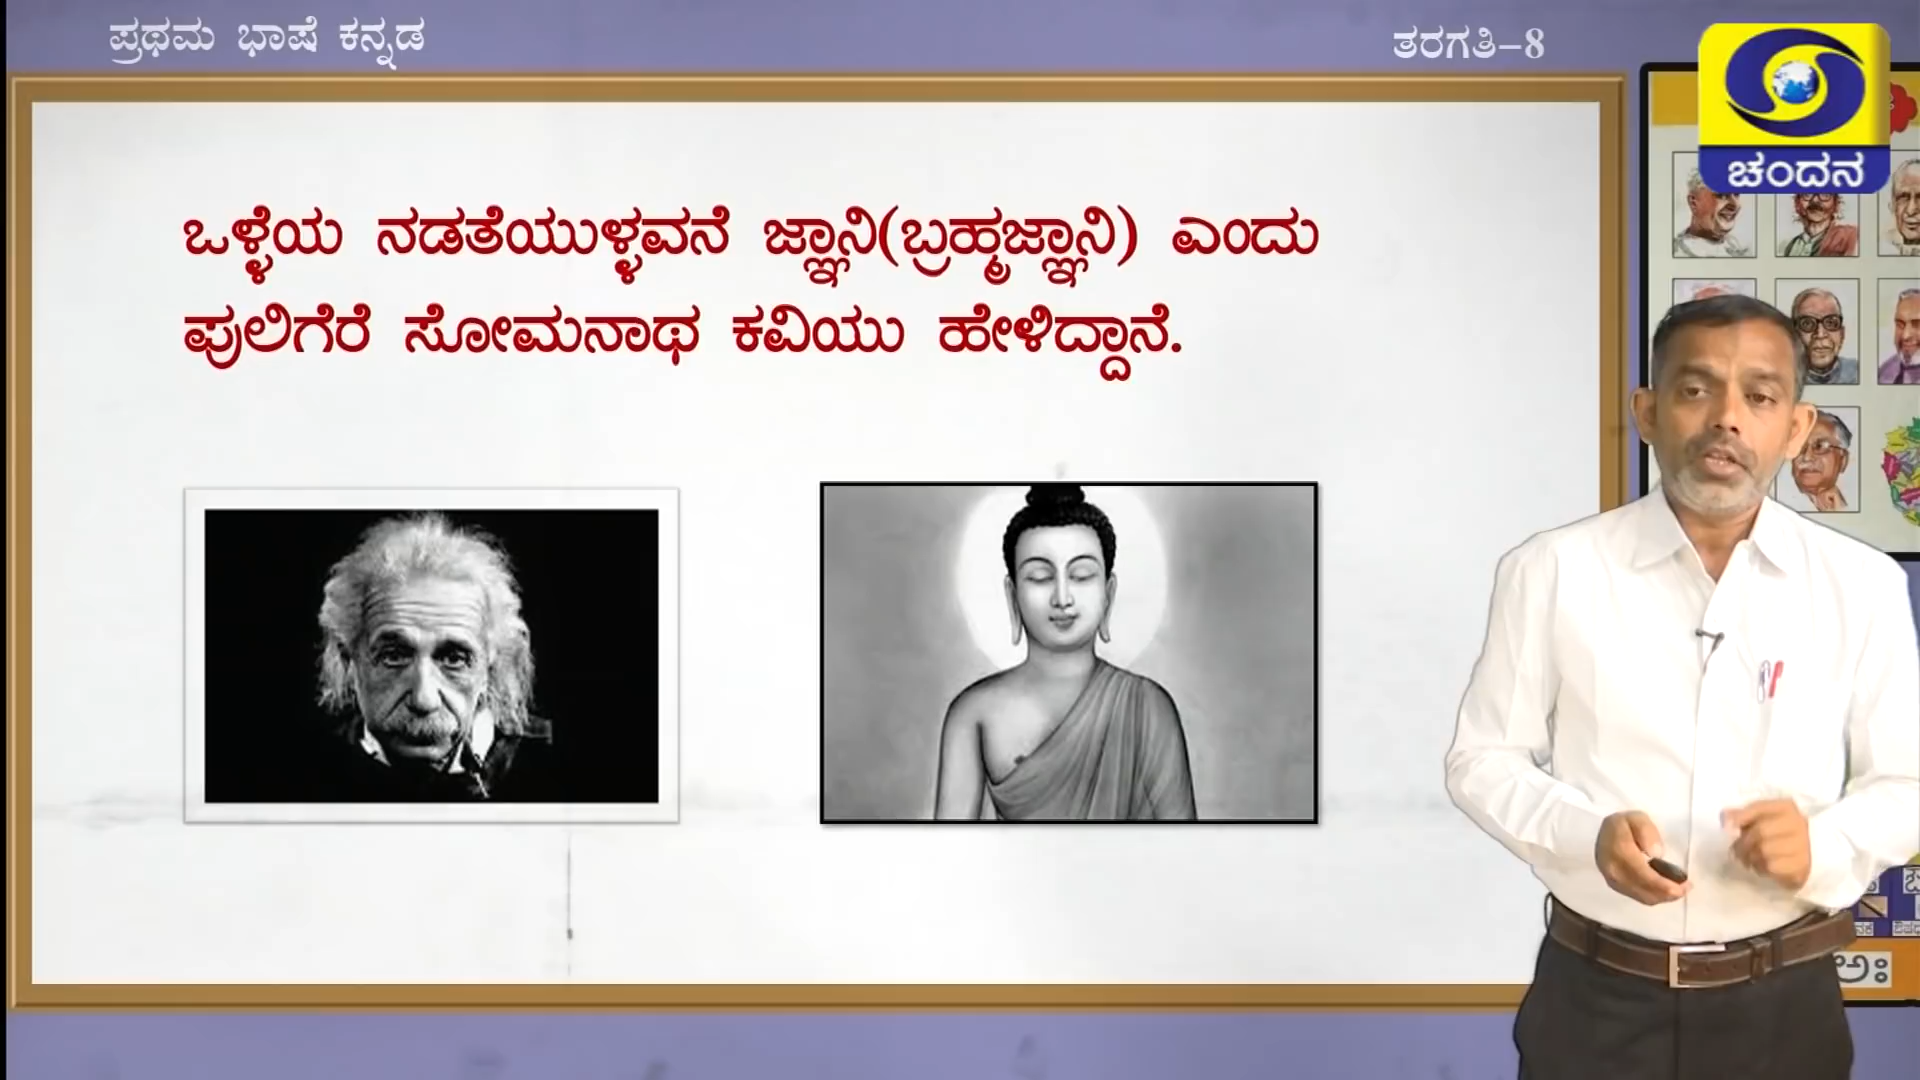 ಪ್ರಥಮ ಭಾಷೆ ಕನ್ನಡ
ತರಗತಿ–8
ಚಂದನ
ಒಳ್ಳೆಯ ನಡತೆಯುಳ್ಳವನೆ ಜ್ಞಾನಿ(ಬ್ರಹ್ಮಜ್ಞಾನಿ) ಎಂದು
ಪುಲಿಗೆರೆ ಸೋಮನಾಥ ಕವಿಯು ಹೇಳಿದ್ದಾನೆ.
ಅಃ